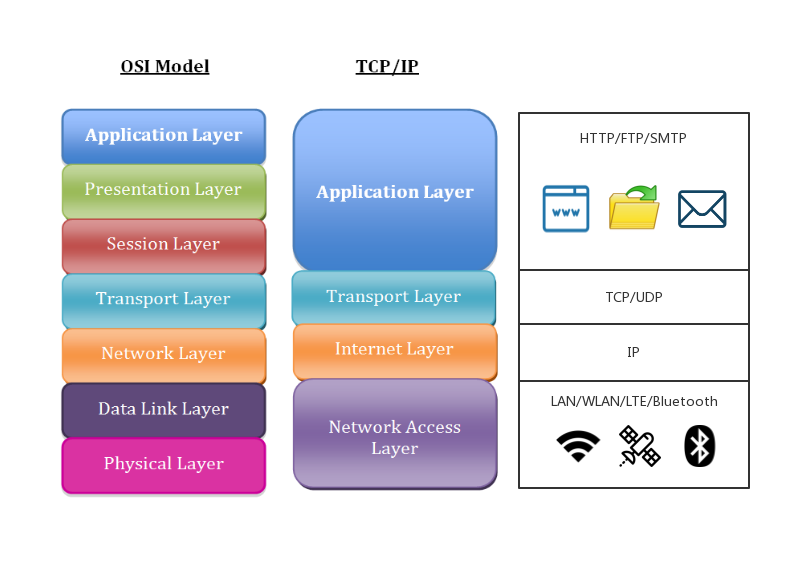 OSI Model
TCP/IP
Application Layer
Presentation Layer
Session Layer
Transport Layer
Network Layer
Data Link Layer
Physical Layer
Application Layer
Transport Layer
Internet Layer
Network Access
Layer
HTTP/FTP/SMTP
www
TCP/UDP
IP
LAN/WLAN/LTE/Bluetooth